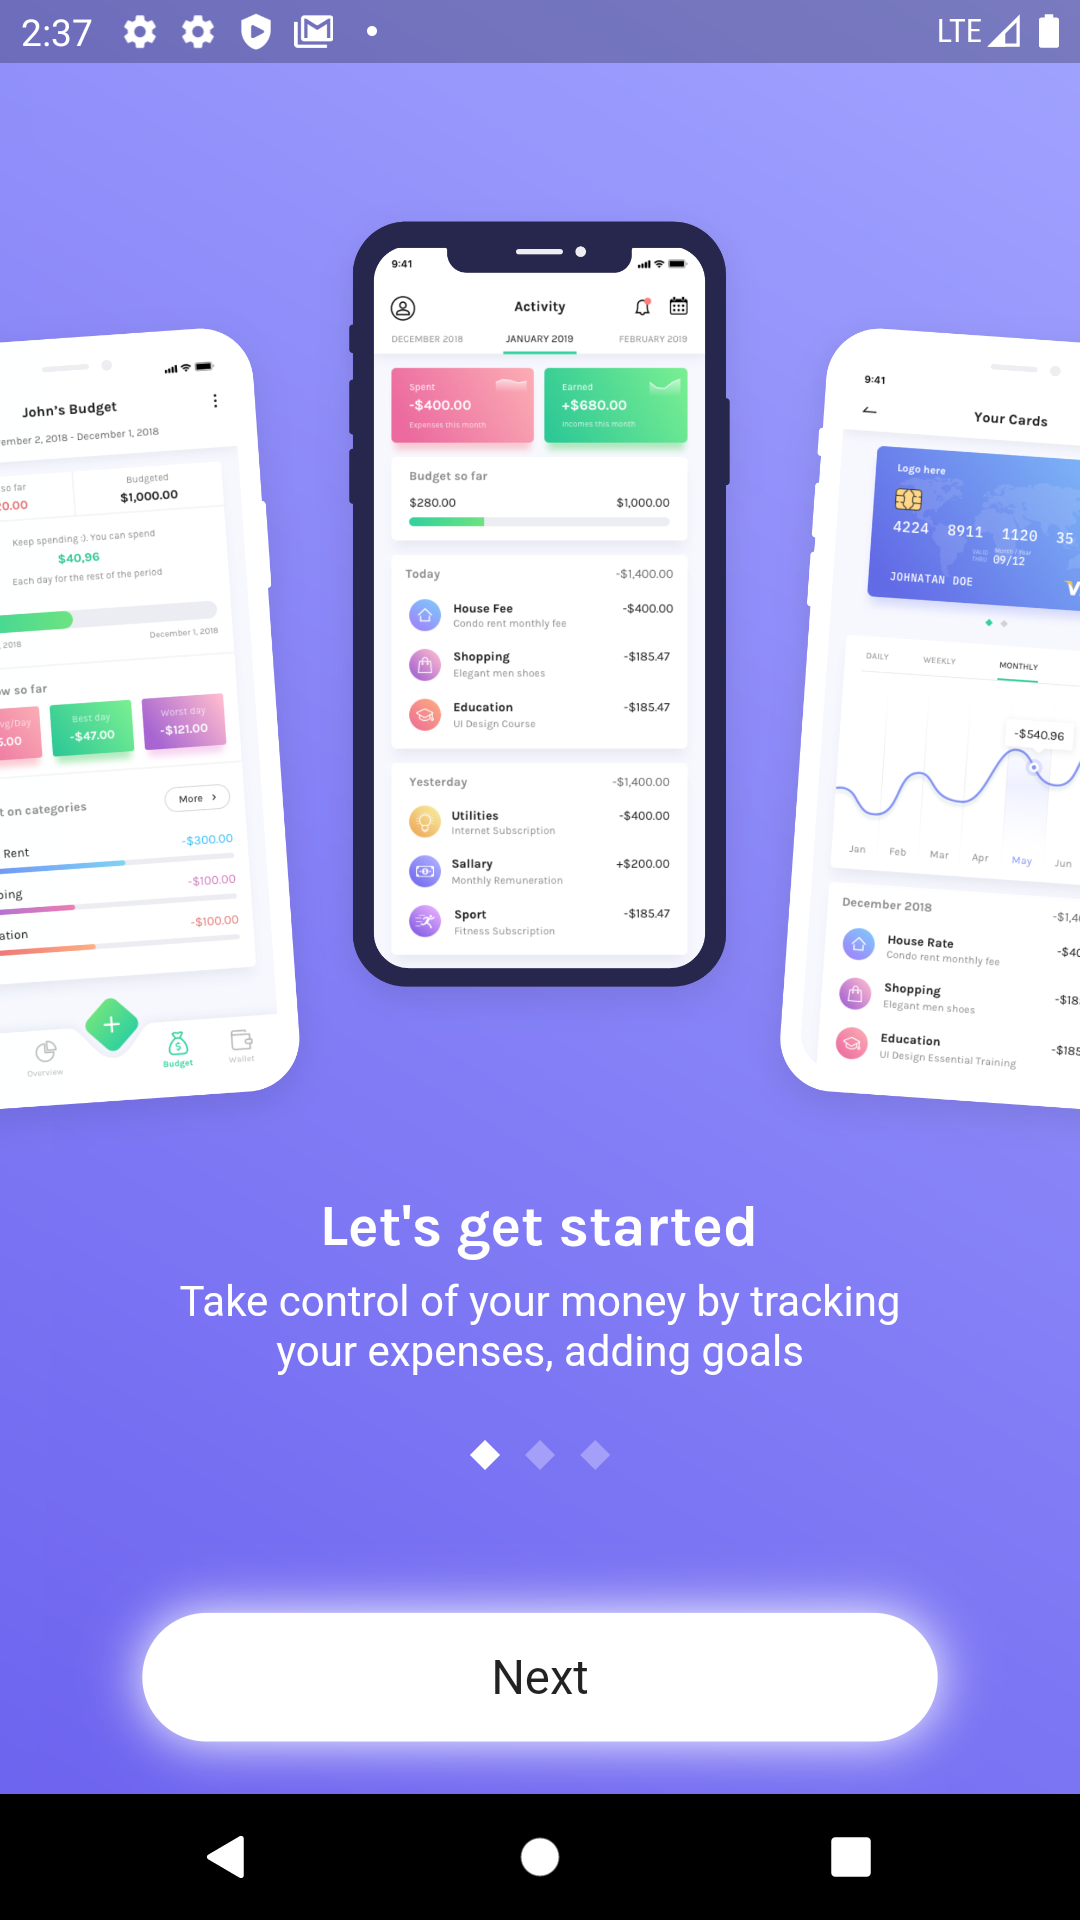 2:37
LTE
9:41
Activity
DECEMBER 2018
JANUARY 2019
FEBRUARY 2019
Spent
-$400.00
Expenses this month
Earned
+$680.00
Incomes this month
Budget so far
$280.00
$1,000.00
Today
-$1,400.00
House Fee
-$400.00
Condo rent monthly fee
Shopping
-$185.47
Elegant men shoes
Education
-$185.47
UI Design Course
Yesterday
-$1,400.00
Utilities
-$400.00
Internet Subscription
Sallary
+$200.00
Monthly Remuneration
Sport
-$185.47
Fitness Subscription
John's Budget
ember 2, 2018 - December 1, 2018
so far
Budgeted
$1,000.00
Keep spending :). You can spend
$40,96
Each day for the rest of the period
, 2018
December 1, 2018
ow so far
vg/Day
Best day
-$47.00
Worst day
-$121.00
t on categories
More
Rent
-$300.00
ping
-$100.00
ation
-$100.00
Overview
Budget
Wallet
9:41
Your Cards
Logo here
4224 8911 1120 35
VALID THRU
Month / Year
09/12
JOHNATAN DOE
DAILY
WEEKLY
MONTHLY
-$540.96
Jan
Feb
Mar
Apr
May
Jun
December 2018
-$1,4
House Rate
-$40
Condo rent monthly fee
Shopping
-$18
Elegant men shoes
Education
-$185
UI Design Essential Training
Let's get started
Take control of your money by tracking
your expenses, adding goals
Next